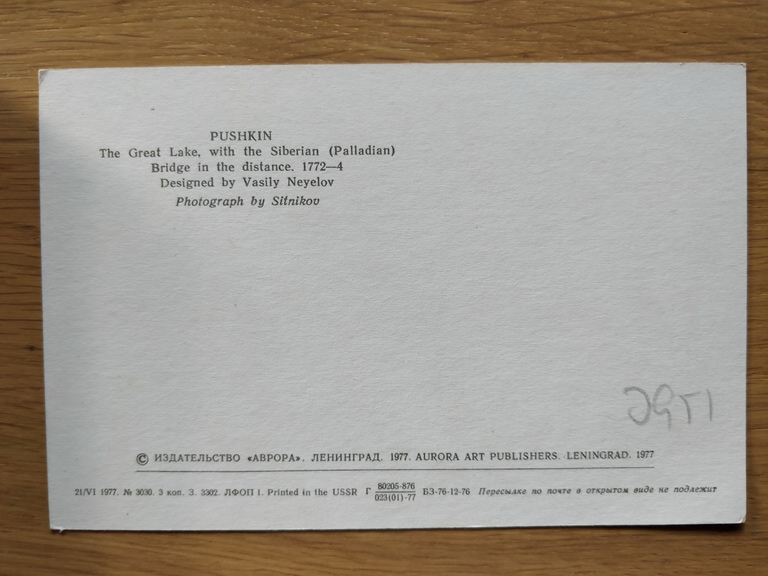 PUSHKIN
The Great Lake, with the Siberian (Palladian)
Bridge in the distance. 1772—4
Designed by Vasily Neyelov
Photograph by Sitnikov
© ИЗДАТЕЛЬСТВО «АВРОРА». ЛЕНИНГРАД. 1977. AURORA ART PUBLISHERS. LENINGRAD. 1977
21/VI 1977. № 3030. 3 коп. З. 3302. ЛФОП 1. Printed in the USSR Г 80205-876
023(01)-77 БЗ-76-12-76 Пересылке по почте в открытом виде не подлежит